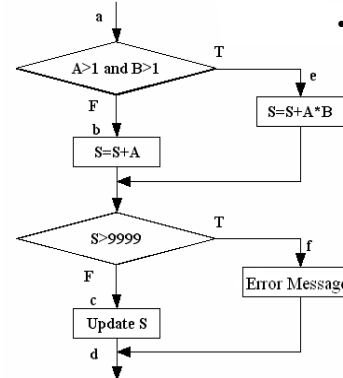 a
A>1 and B>1
T
e
S=S+A*B
F
b
S=S+A
S>9999
T
f
Error Message
F
c
Update S
d